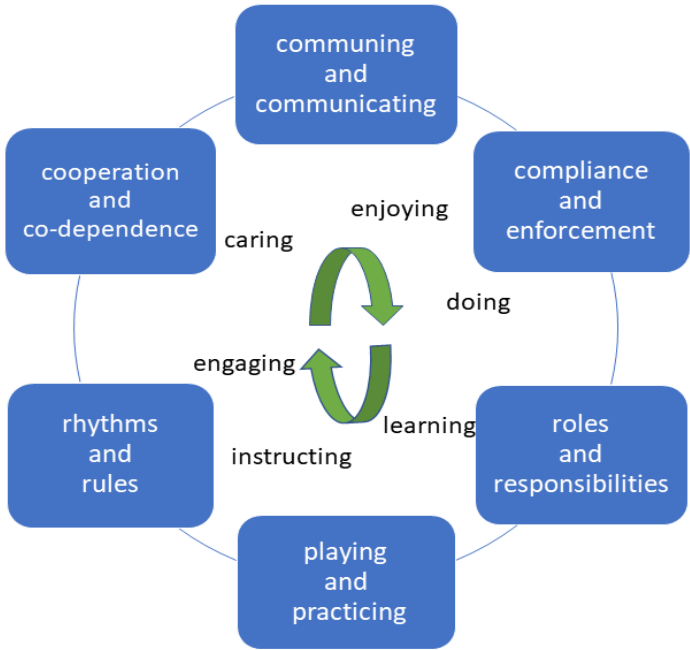 communing
and
communicating
cooperation
and
co-dependence
compliance
and
enforcement
enjoying
caring
doing
engaging
learning
instructing
rhythms
and
rules
roles
and
responsibilities
playing
and
practicing